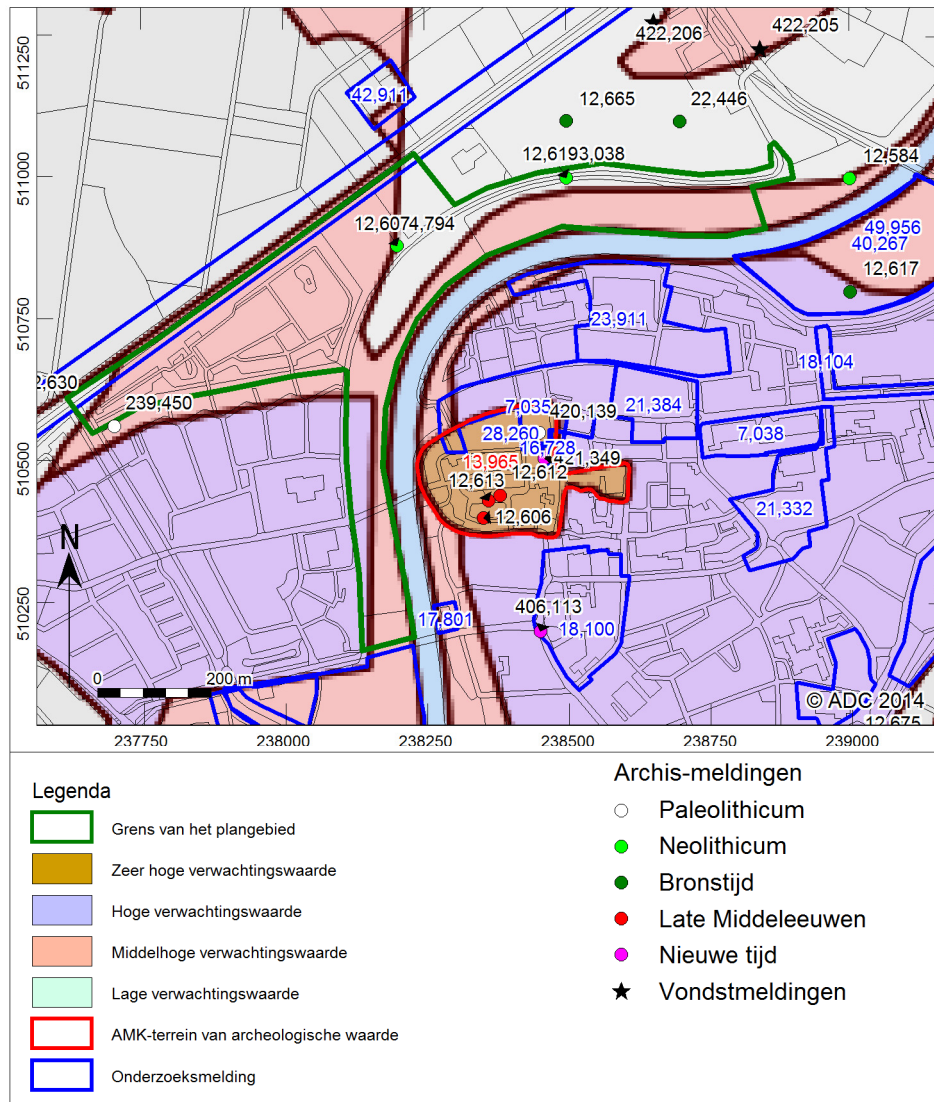 422,206
422,205
511250
42,911
12,665
22,446
12,6193,038
12,584
511000
12,6074,794
49,956
40,267
12,617
510750
23,911
18,104
2,630
239,450
7,035
420,139
21,384
28,260
16,728
7,038
13,965
421,349
12,613
12,612
510500
12,606
21,332
N
406,113
17,801
18,100
510250
0
200 m
© ADC 2014
12,675
237750
238000
238250
238500
238750
239000
Legenda
Grens van het plangebied
Zeer hoge verwachtingswaarde
Hoge verwachtingswaarde
Middelhoge verwachtingswaarde
Lage verwachtingswaarde
AMK-terrein van archeologische waarde
Onderzoeksmelding
Archis-meldingen
Paleolithicum
Neolithicum
Bronstijd
Late Middeleeuwen
Nieuwe tijd
Vondstmeldingen